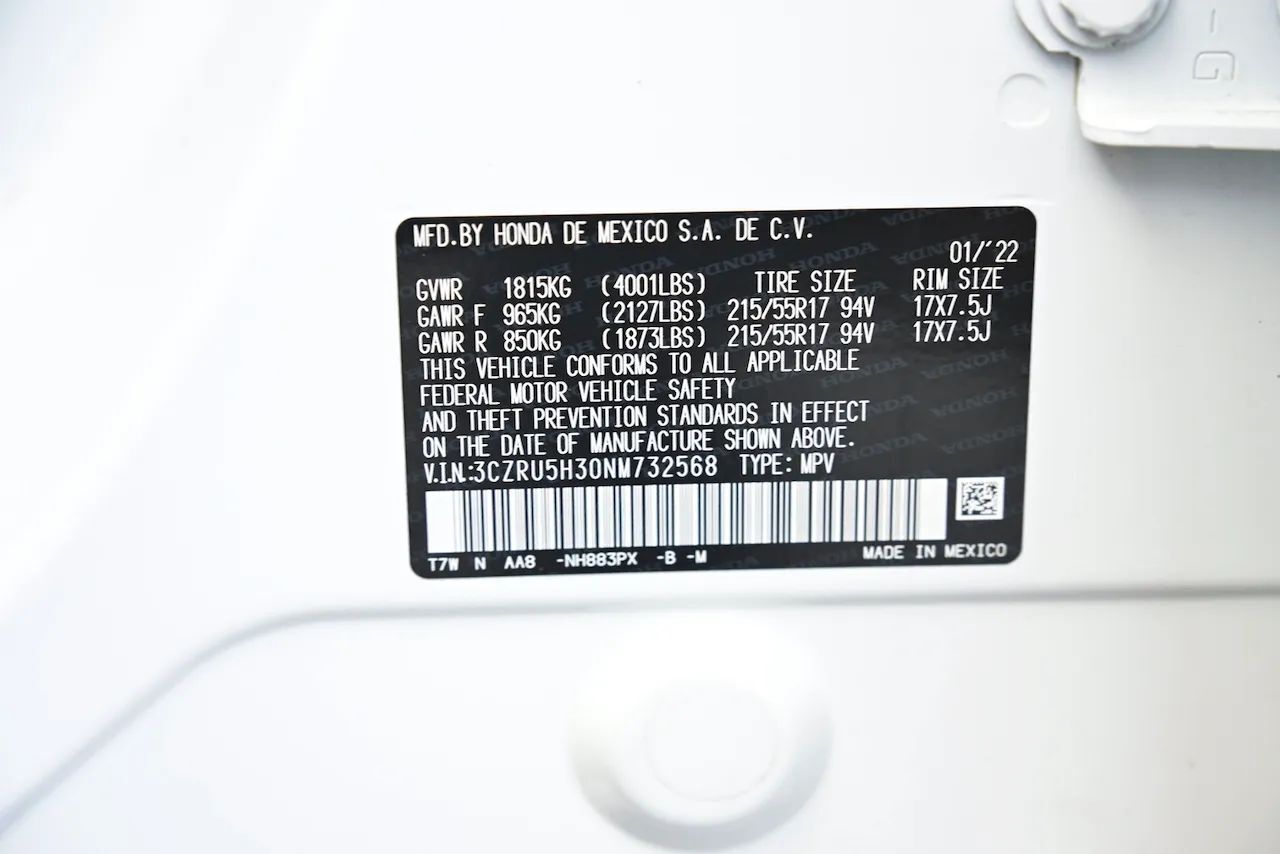 MFD.BY HONDA DE MEXICO S.A. DE C.V.
01/'22
GVWR 1815KG (4001LBS) TIRE SIZE RIM SIZE
GAWR F 965KG (2127LBS) 215/55R17 94V 17X7.5J
GAWR R 850KG (1873LBS) 215/55R17 94V 17X7.5J
THIS VEHICLE CONFORMS TO ALL APPLICABLE
FEDERAL MOTOR VEHICLE SAFETY
AND THEFT PREVENTION STANDARDS IN EFFECT
ON THE DATE OF MANUFACTURE SHOWN ABOVE.
V.I.N.:3CZRU5H30NM732568 TYPE: MPV
T7W N AA8 -NH883PX -B -M MADE IN MEXICO